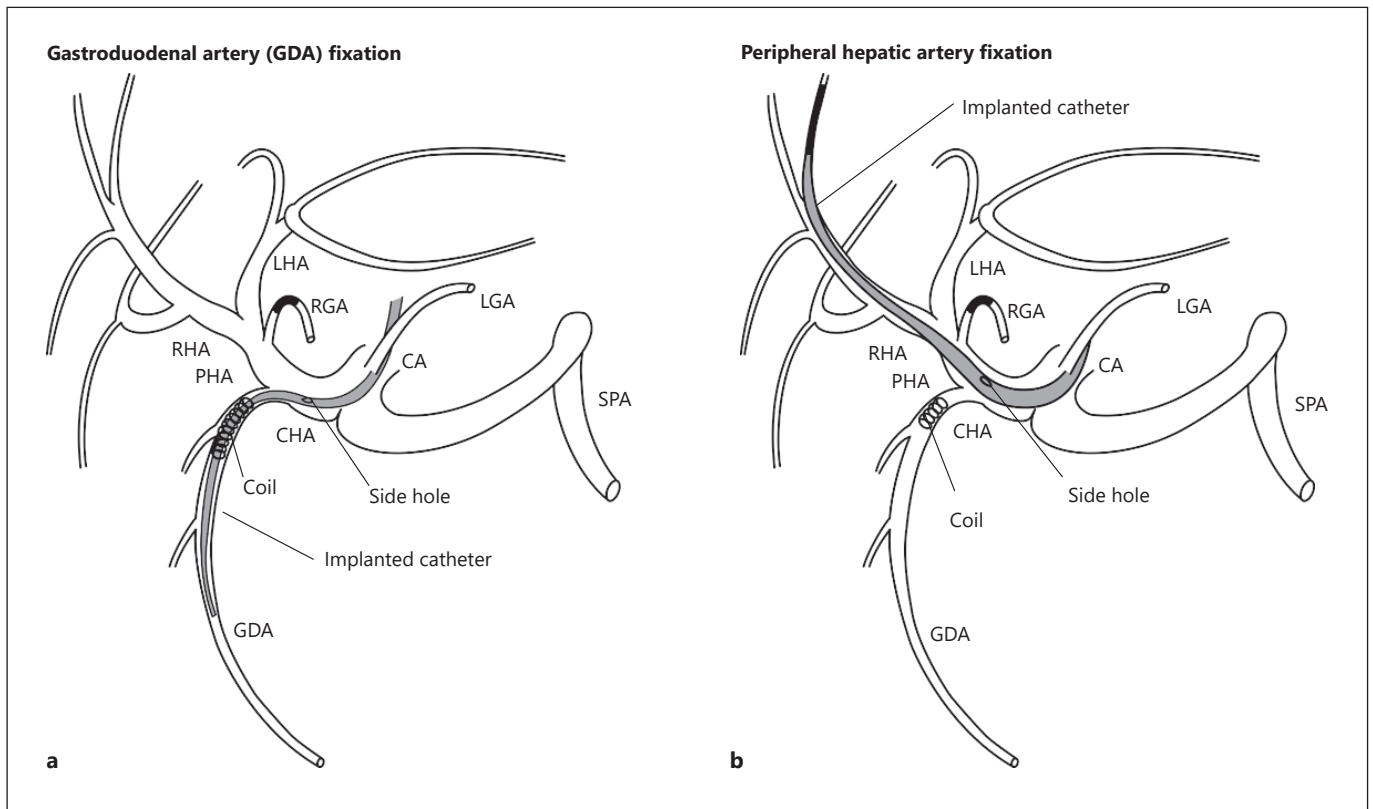 Gastroduodenal artery (GDA) fixation
LHA
RGA
LGA
RHA
CA
PHA
SPA
CHA
Coil
Side hole
Implanted catheter
GDA
a
Peripheral hepatic artery fixation
Implanted catheter
LHA
RGA
LGA
RHA
CA
PHA
SPA
CHA
Side hole
Coil
GDA
b